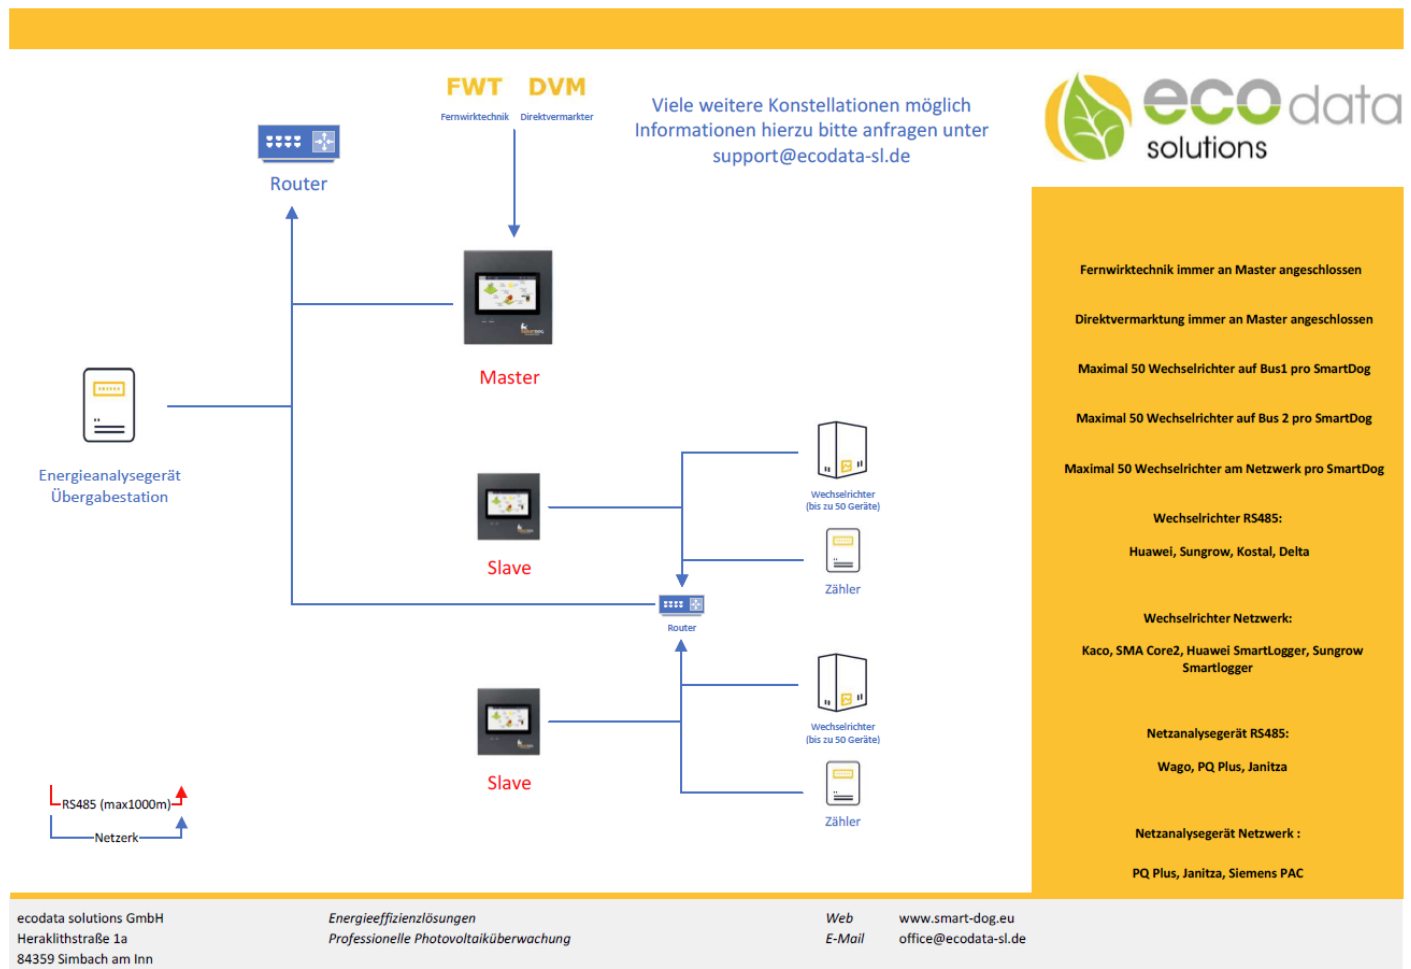 FWT DVM
Fernwirktechnik Direktvermarkter
Viele weitere Konstellationen möglich
Informationen hierzu bitte anfragen unter
support@ecodata-sl.de
eco data
solutions
Router
Master
Energieanalysegerät
Übergabestation
Slave
Wechselrichter
(bis zu 50 Geräte)
Zähler
Router
Slave
Wechselrichter
(bis zu 50 Geräte)
Zähler
RS485 (max1000m)
Netzerk
Fernwirktechnik immer an Master angeschlossen
Direktvermarktung immer an Master angeschlossen
Maximal 50 Wechselrichter auf Bus1 pro SmartDog
Maximal 50 Wechselrichter auf Bus 2 pro SmartDog
Maximal 50 Wechselrichter am Netzwerk pro SmartDog
Wechselrichter RS485:
Huawei, Sungrow, Kostal, Delta
Wechselrichter Netzwerk:
Kaco, SMA Core2, Huawei SmartLogger, Sungrow
Smartlogger
Netzanalysegerät RS485:
Wago, PQ Plus, Janitza
Netzanalysegerät Netzwerk :
PQ Plus, Janitza, Siemens PAC
ecodata solutions GmbH
Heraklithstraße 1a
84359 Simbach am Inn
Energieeffizienzlösungen
Professionelle Photovoltaiküberwachung
Web www.smart-dog.eu
E-Mail office@ecodata-sl.de